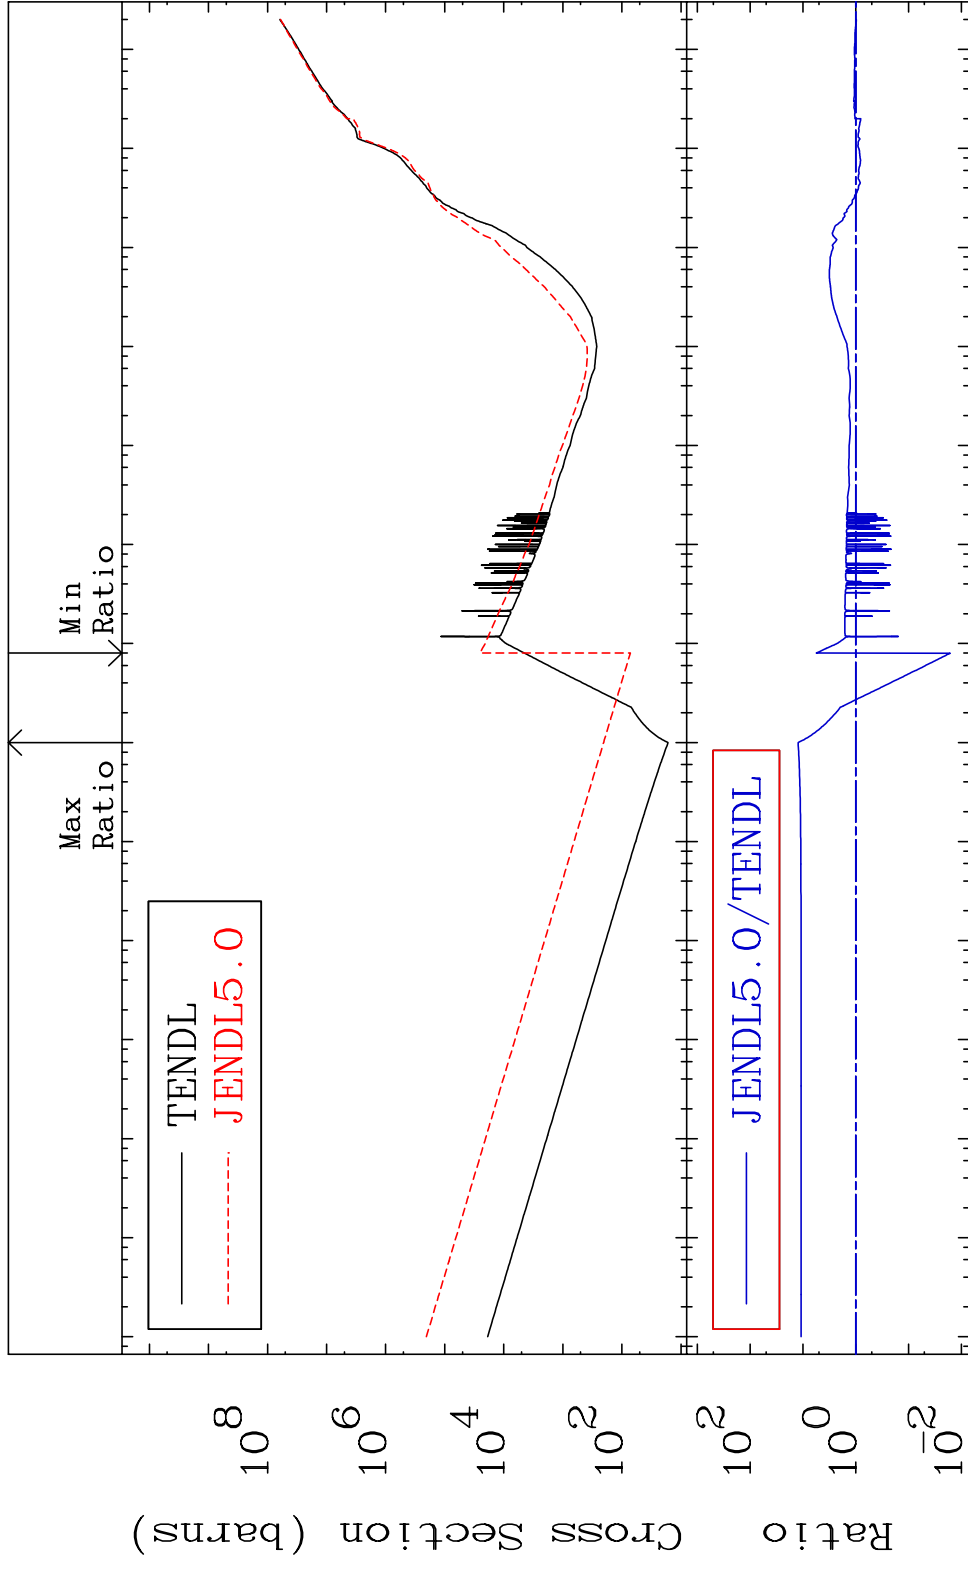 Max
Ratio
Min
Ratio
TENDL
JENDL5.0
Cross Section (barns)
10 8
10 6
10 4
10 2
JENDL5.0/TENDL
Ratio
10 2
10 0
10 -2